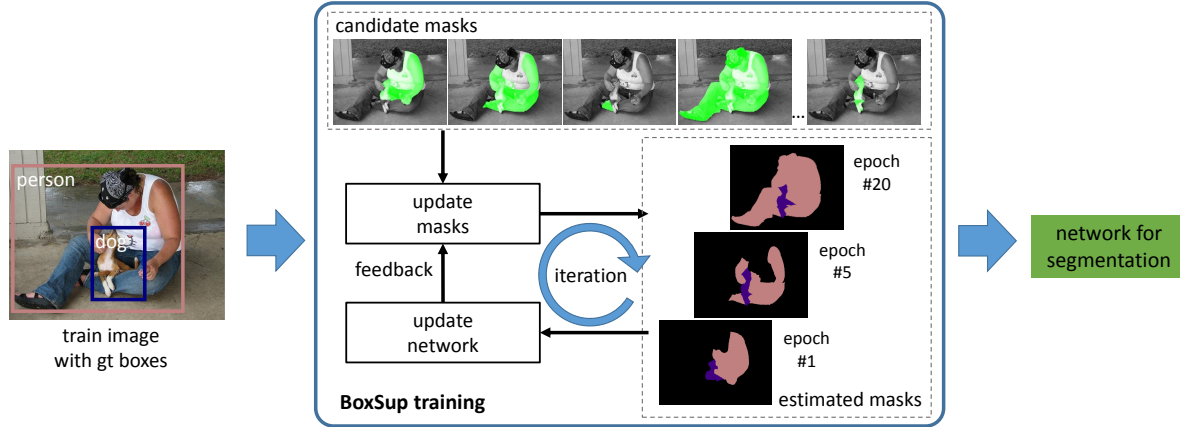 candidate masks
...
person
dog
train image
with gt boxes
update
masks
feedback
iteration
update
network
BoxSup training
epoch
#20
epoch
#5
epoch
#1
estimated masks
network for
segmentation